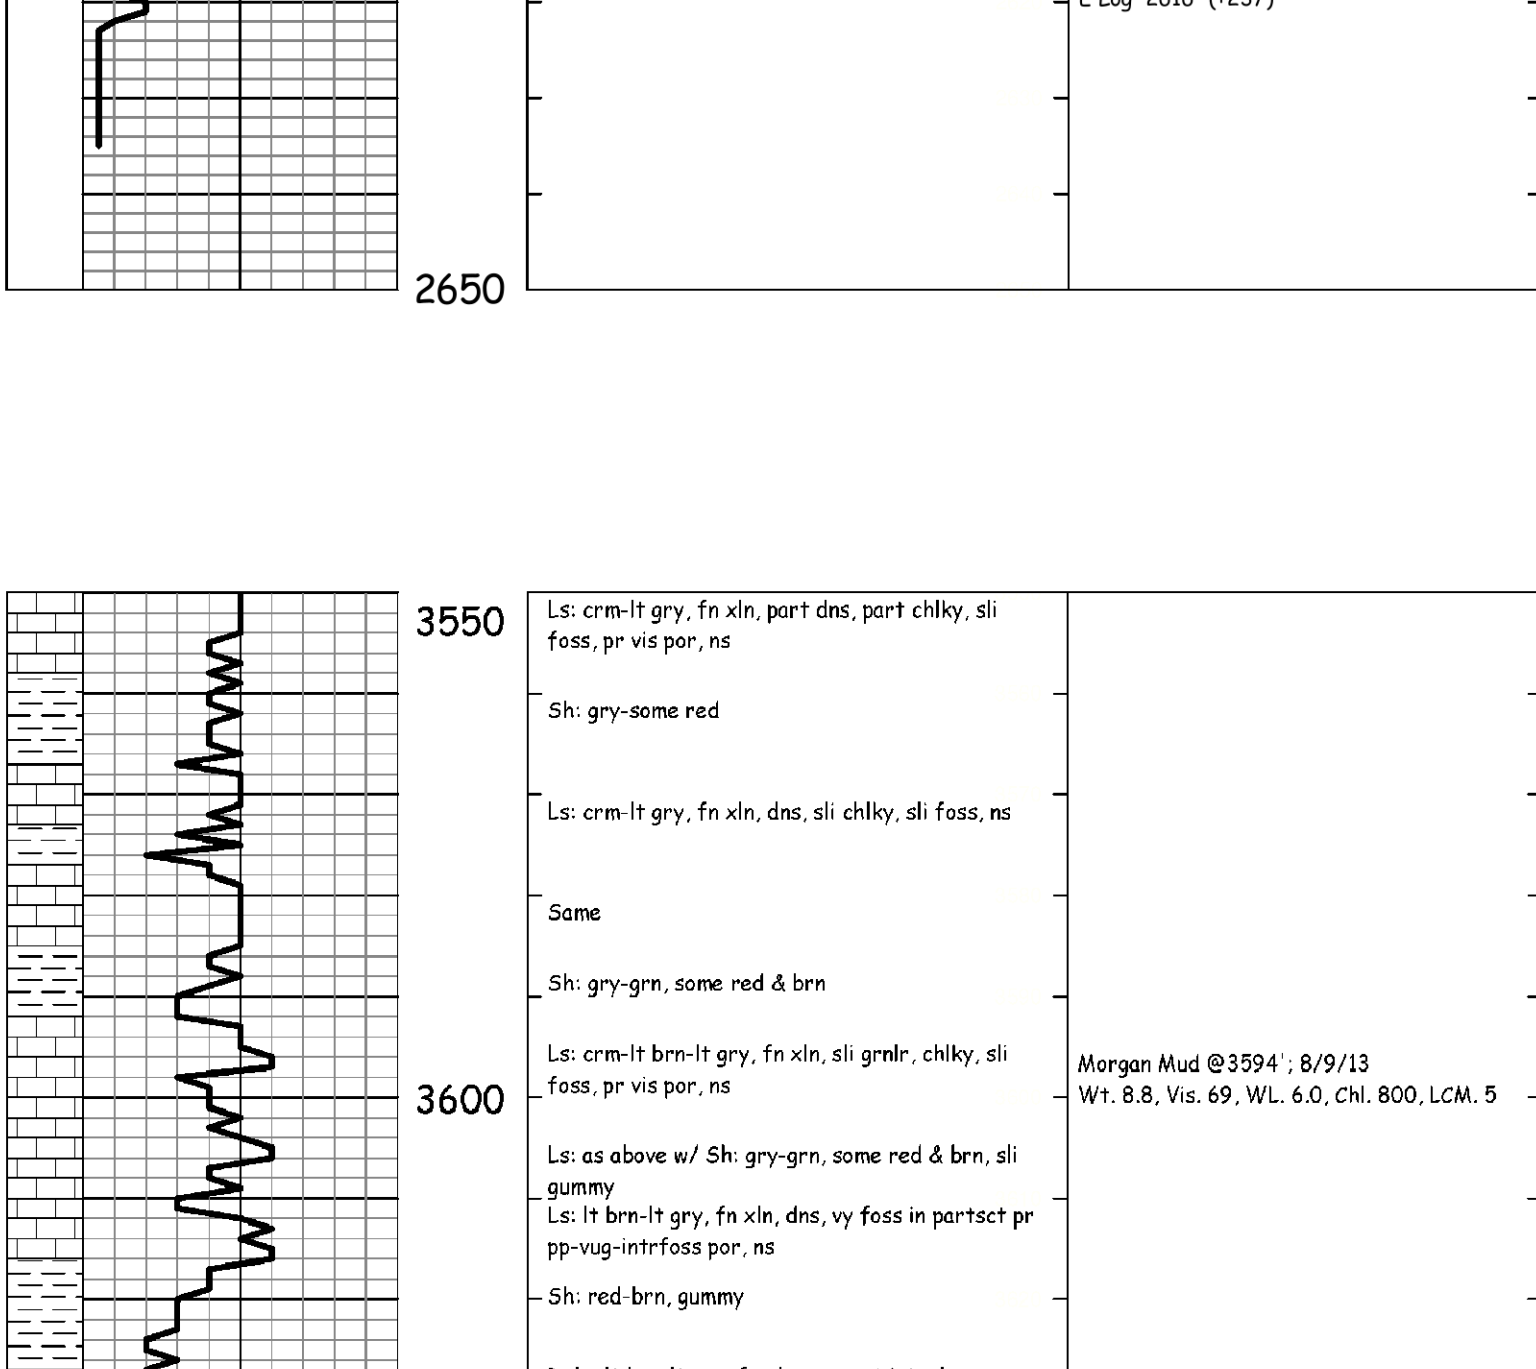 2650
3550
Ls: crm-lt gry, fn xln, part dns, part chlky, sli
foss, pr vis por, ns
Sh: gry-some red
Ls: crm-lt gry, fn xln, dns, sli chlky, sli foss, ns
Same
Sh: gry-grn, some red & brn
Ls: crm-lt brn-lt gry, fn xln, sli grnlr, chlky, sli
foss, pr vis por, ns
Morgan Mud @3594'; 8/9/13
3600
Wt. 8.8, Vis. 69, WL. 6.0, Chl. 800, LCM. 5
Ls: as above w/ Sh: gry-grn, some red & brn, sli
gummy
Ls: lt brn-lt gry, fn xln, dns, vy foss in partsct pr
pp-vug-intrfoss por, ns
Sh: red-brn, gummy